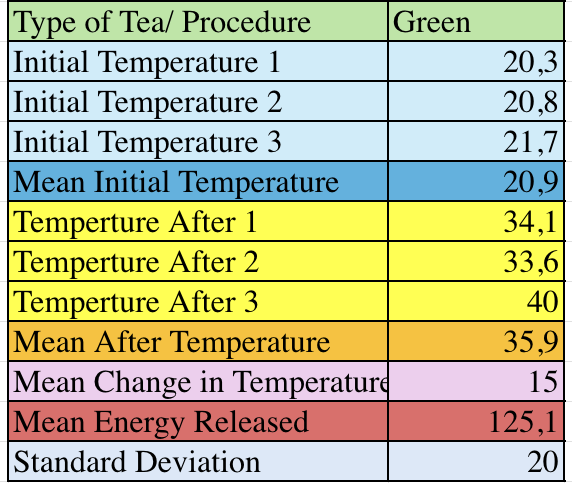 Type of Tea/ Procedure Green
Initial Temperature 1 20,3
Initial Temperature 2 20,8
Initial Temperature 3 21,7
Mean Initial Temperature 20,9
Temperture After 1 34,1
Temperture After 2 33,6
Temperture After 3 40
Mean After Temperature 35,9
Mean Change in Temperature 15
Mean Energy Released 125,1
Standard Deviation 20